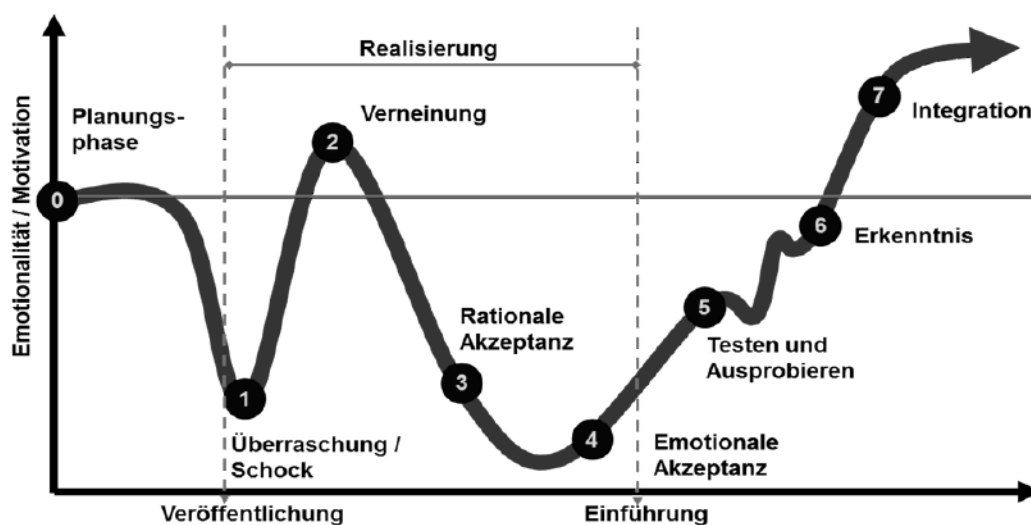 Realisierung
Planungs-
phase
0
2
Verneinung
7
Integration
Emotionalität / Motivation
6
Erkenntnis
Rationale
Akzeptanz
5
Testen und
Ausprobieren
3
1
4
Überraschung /
Schock
Emotionale
Akzeptanz
Veröffentlichung
Einführung